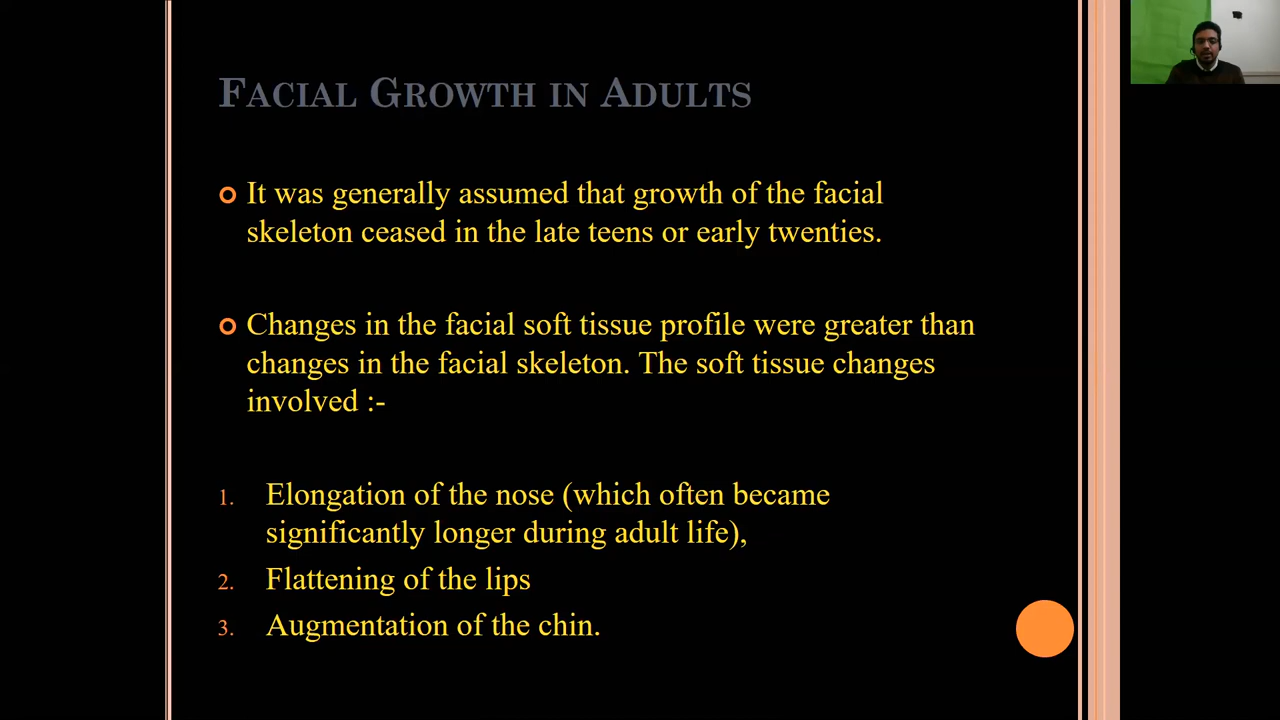 FACIAL GROWTH IN ADULTS
It was generally assumed that growth of the facial
skeleton ceased in the late teens or early twenties.
Changes in the facial soft tissue profile were greater than
changes in the facial skeleton. The soft tissue changes
involved :-
1. Elongation of the nose (which often became
significantly longer during adult life),
2. Flattening of the lips
3. Augmentation of the chin.